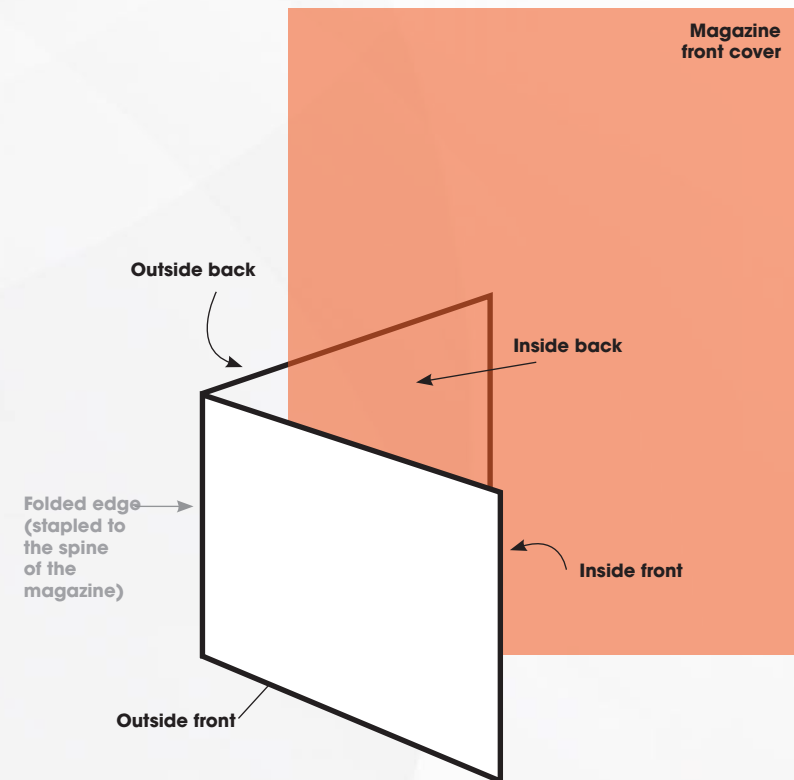 Magazine
front cover
Outside back
Inside back
Folded edge
(stapled to
the spine
of the
magazine)
Inside front
Outside front